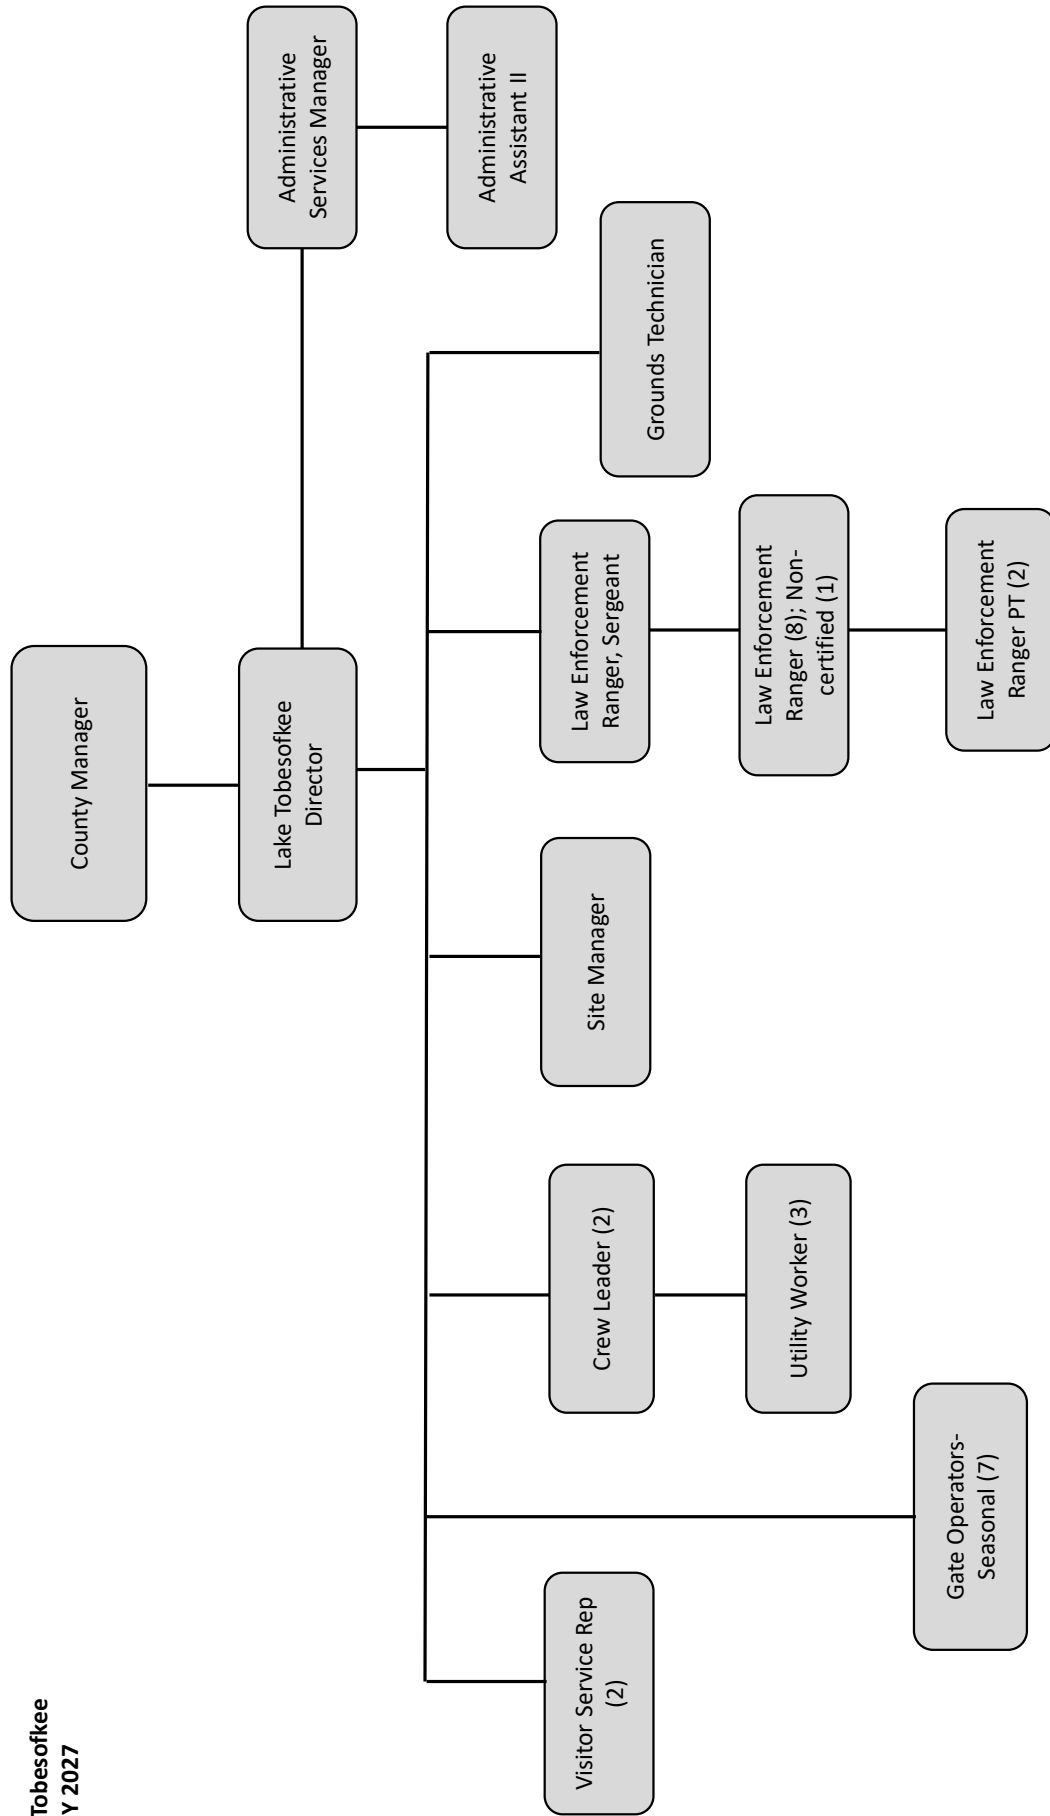 Tobesofkee
Y 2027
County Manager
Lake Tobesofkee
Director
Administrative
Services Manager
Administrative
Assistant II
Visitor Service Rep
(2)
Gate Operators-
Seasonal (7)
Crew Leader (2)
Utility Worker (3)
Site Manager
Law Enforcement
Ranger, Sergeant
Law Enforcement
Ranger (8); Non-
certified (1)
Law Enforcement
Ranger PT (2)
Grounds Technician